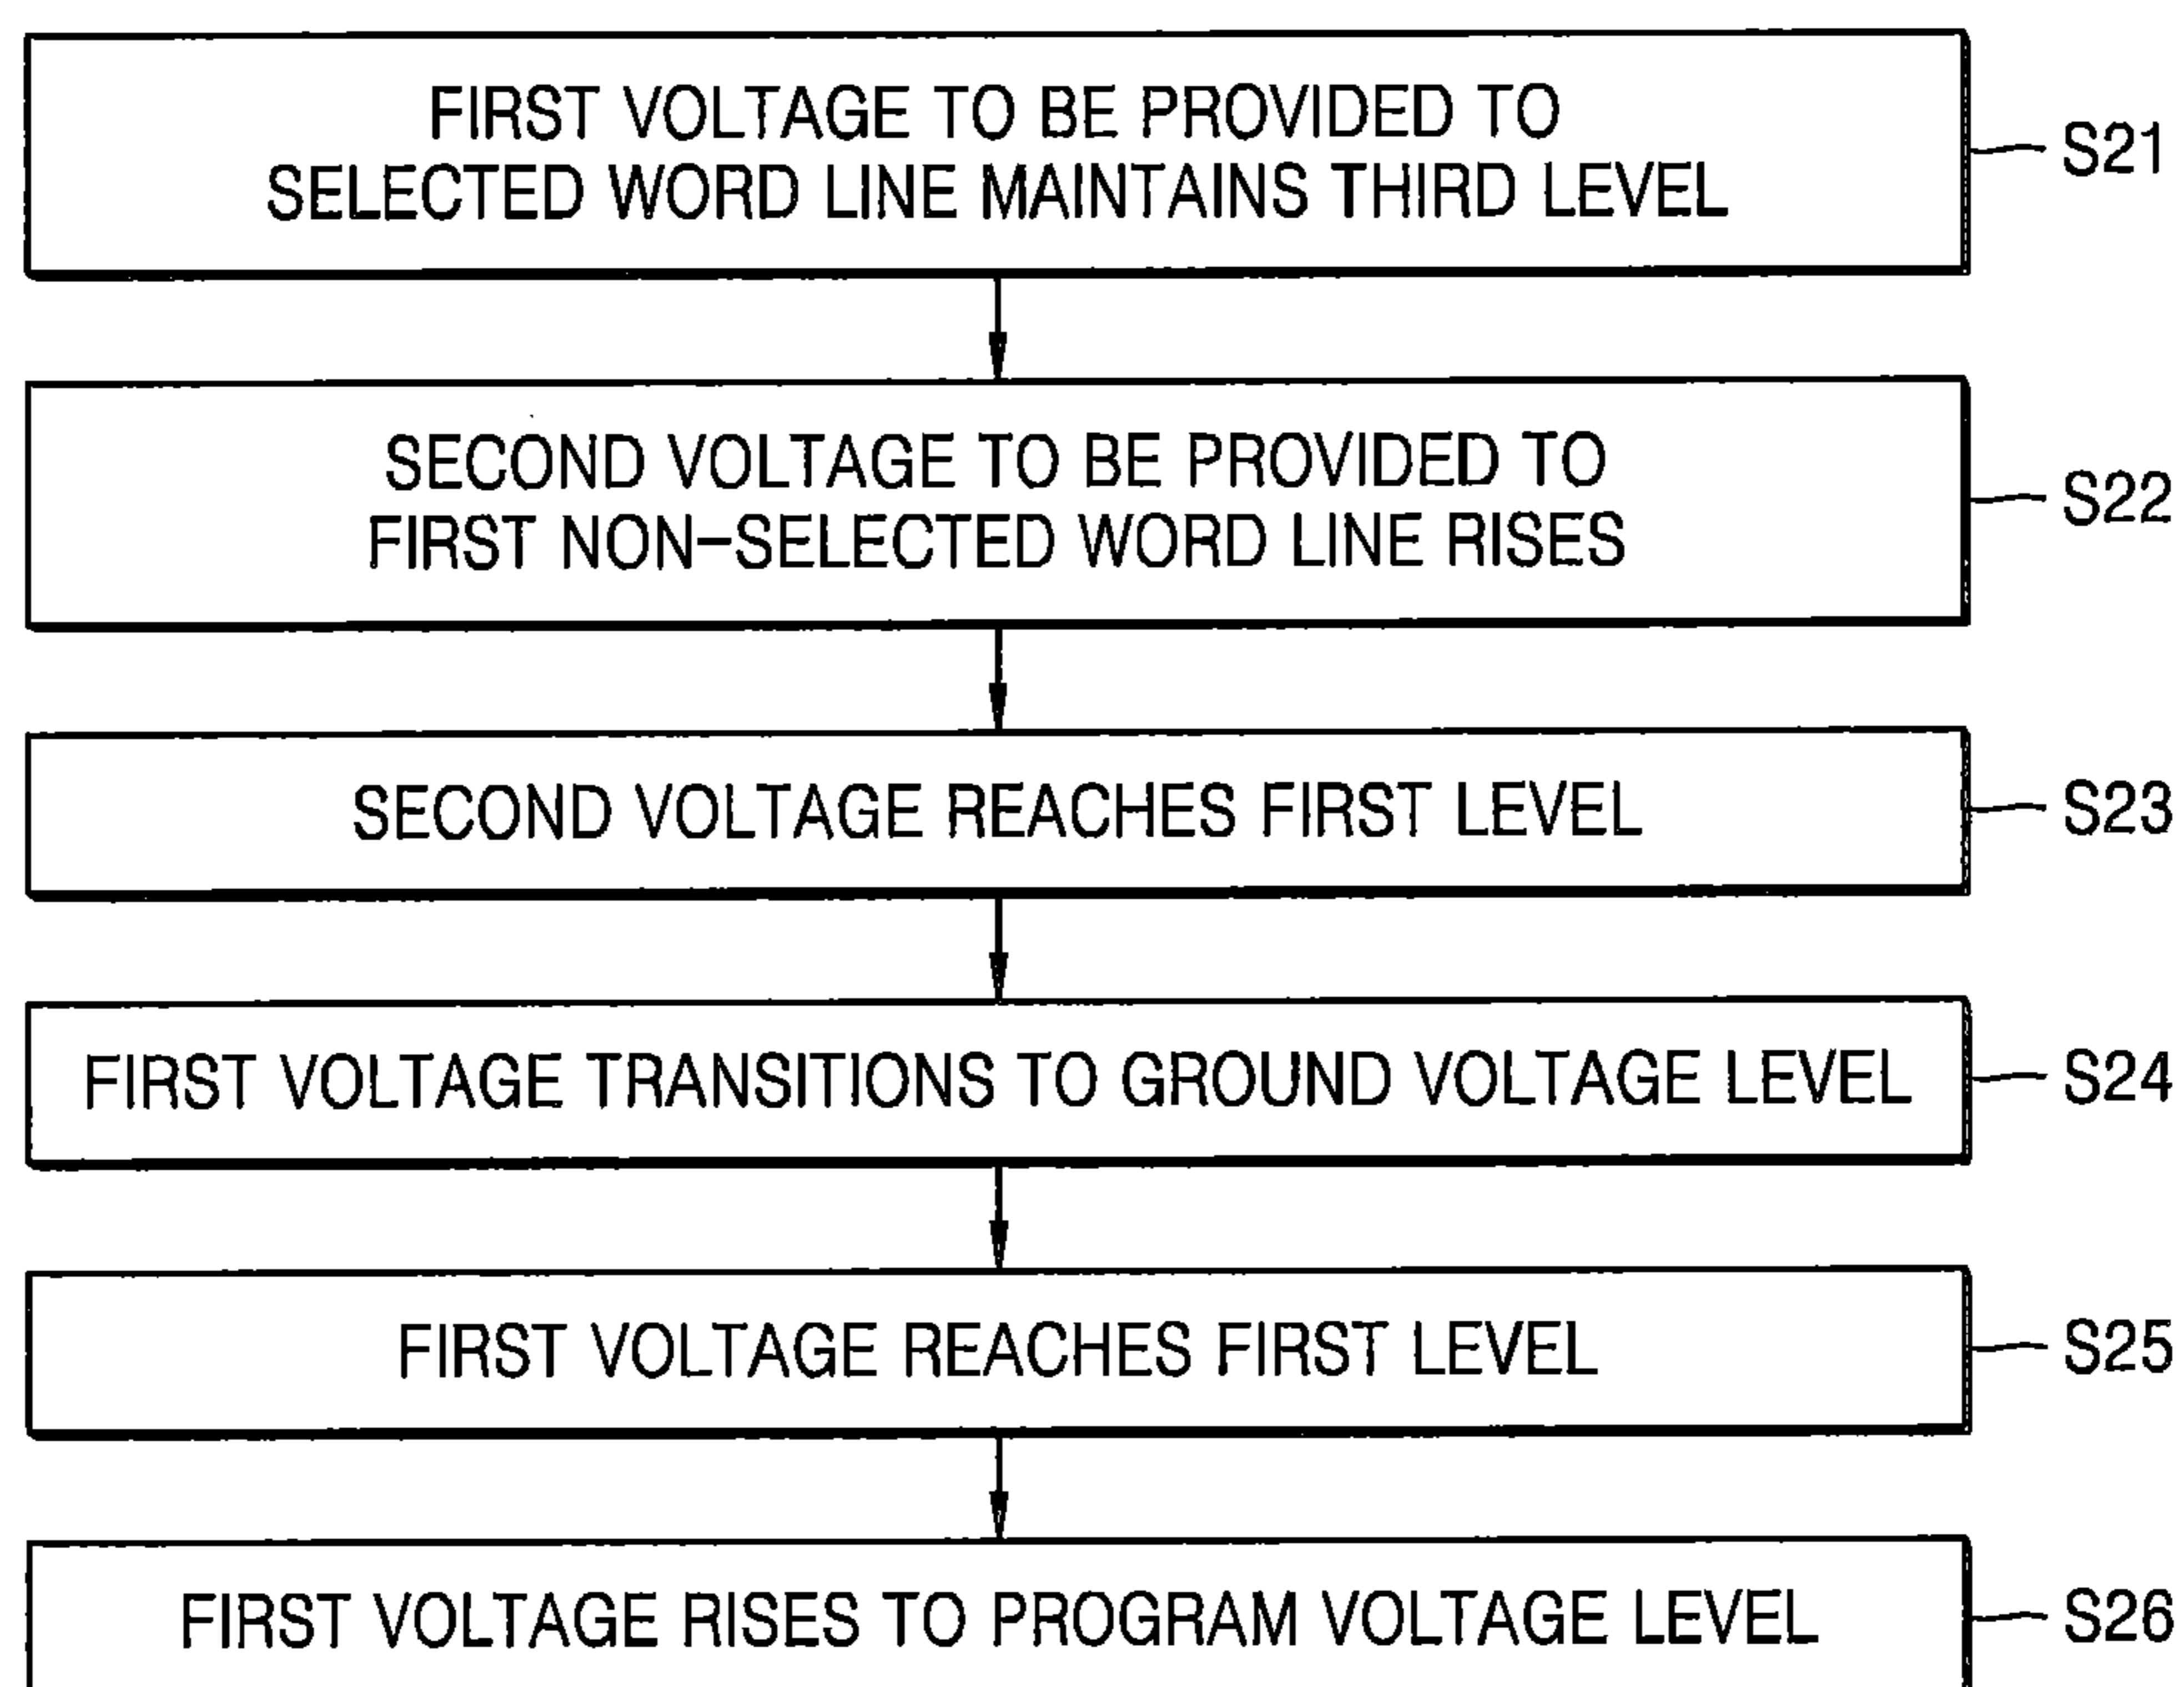 FIRST VOLTAGE TO BE PROVIDED TO
SELECTED WORD LINE MAINTAINS THIRD LEVEL
S21
SECOND VOLTAGE TO BE PROVIDED TO
FIRST NON-SELECTED WORD LINE RISES
S22
SECOND VOLTAGE REACHES FIRST LEVEL
S23
FIRST VOLTAGE TRANSITIONS TO GROUND VOLTAGE LEVEL
S24
FIRST VOLTAGE REACHES FIRST LEVEL
S25
FIRST VOLTAGE RISES TO PROGRAM VOLTAGE LEVEL
S26